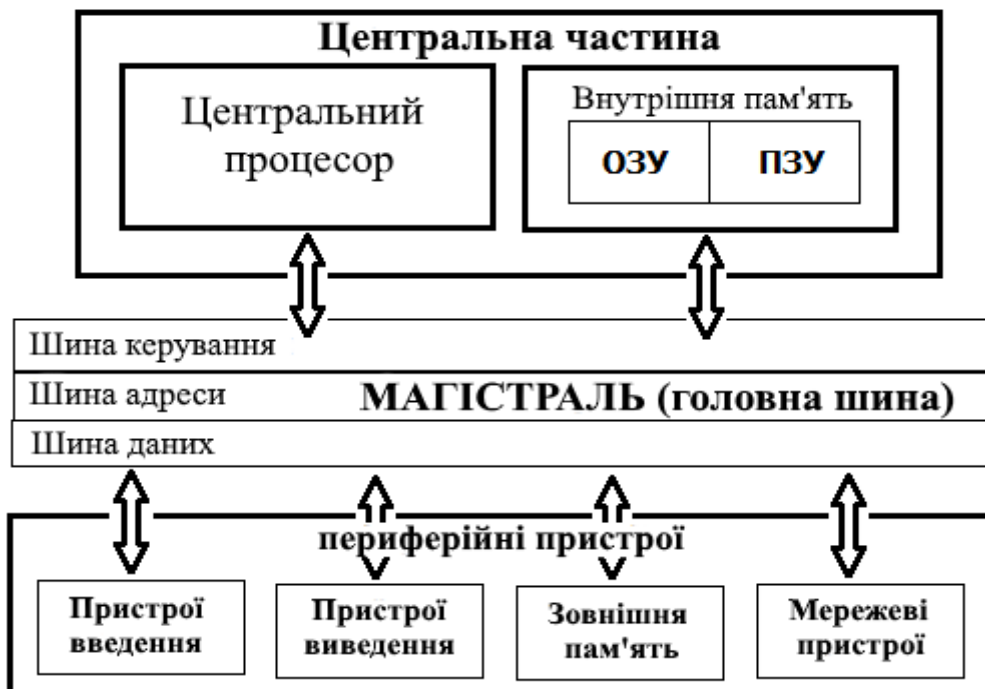 Центральна частина
Центральний
процесор
Внутрішня пам'ять
ОЗУ ПЗУ
Шина керування
Шина адреси
МАГІСТРАЛЬ (головна шина)
Шина даних
периферійні пристрої
Пристрої
введення
Пристрої
виведення
Зовнішня
пам'ять
Мережеві
пристрої